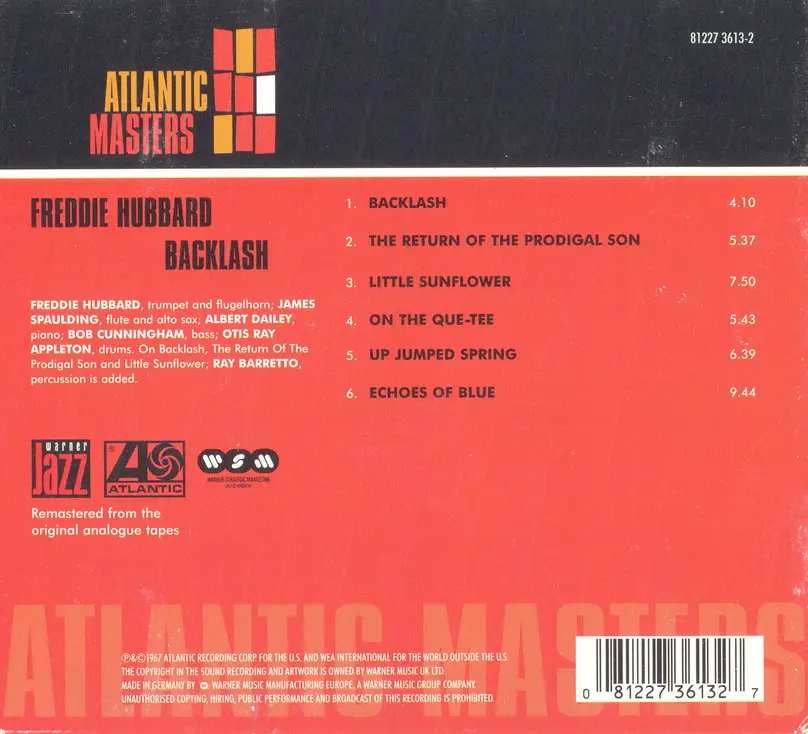 81227 3613-2
ATLANTIC
MASTERS
FREDDIE HUBBARD
BACKLASH
FREDDIE HUBBARD, trumpet and flugelhorn; JAMES
SPAULDING, flute and alto sax; ALBERT DAILEY,
piano; BOB CUNNINGHAM, bass; OTIS RAY
APPLETON, drums. On Backlash, The Return Of The
Prodigal Son and Little Sunflower; RAY BARRETTO,
percussion is added.
1. BACKLASH 4.10
2. THE RETURN OF THE PRODIGAL SON 5.37
3. LITTLE SUNFLOWER 7.50
4. ON THE QUE-TEE 5.43
5. UP JUMPED SPRING 6.39
6. ECHOES OF BLUE 9.44
warner
jazz
A
®
ATLANTIC
wsm
WARNER STRATEGIC MARKETING
UNITED KINGDOM
Remastered from the
original analogue tapes
ATLANTIC MASTERS
℗&©1967 ATLANTIC RECORDING CORP. FOR THE U.S. AND WEA INTERNATIONAL FOR THE WORLD OUTSIDE THE U.S.
THE COPYRIGHT IN THE SOUND RECORDING AND ARTWORK IS OWNED BY WARNER MUSIC UK LTD.
MADE IN GERMANY BY WARNER MUSIC MANUFACTURING EUROPE, A WARNER MUSIC GROUP COMPANY.
UNAUTHORISED COPYING, HIRING, PUBLIC PERFORMANCE AND BROADCAST OF THIS RECORDING IS PROHIBITED.
0 81227 36132 7